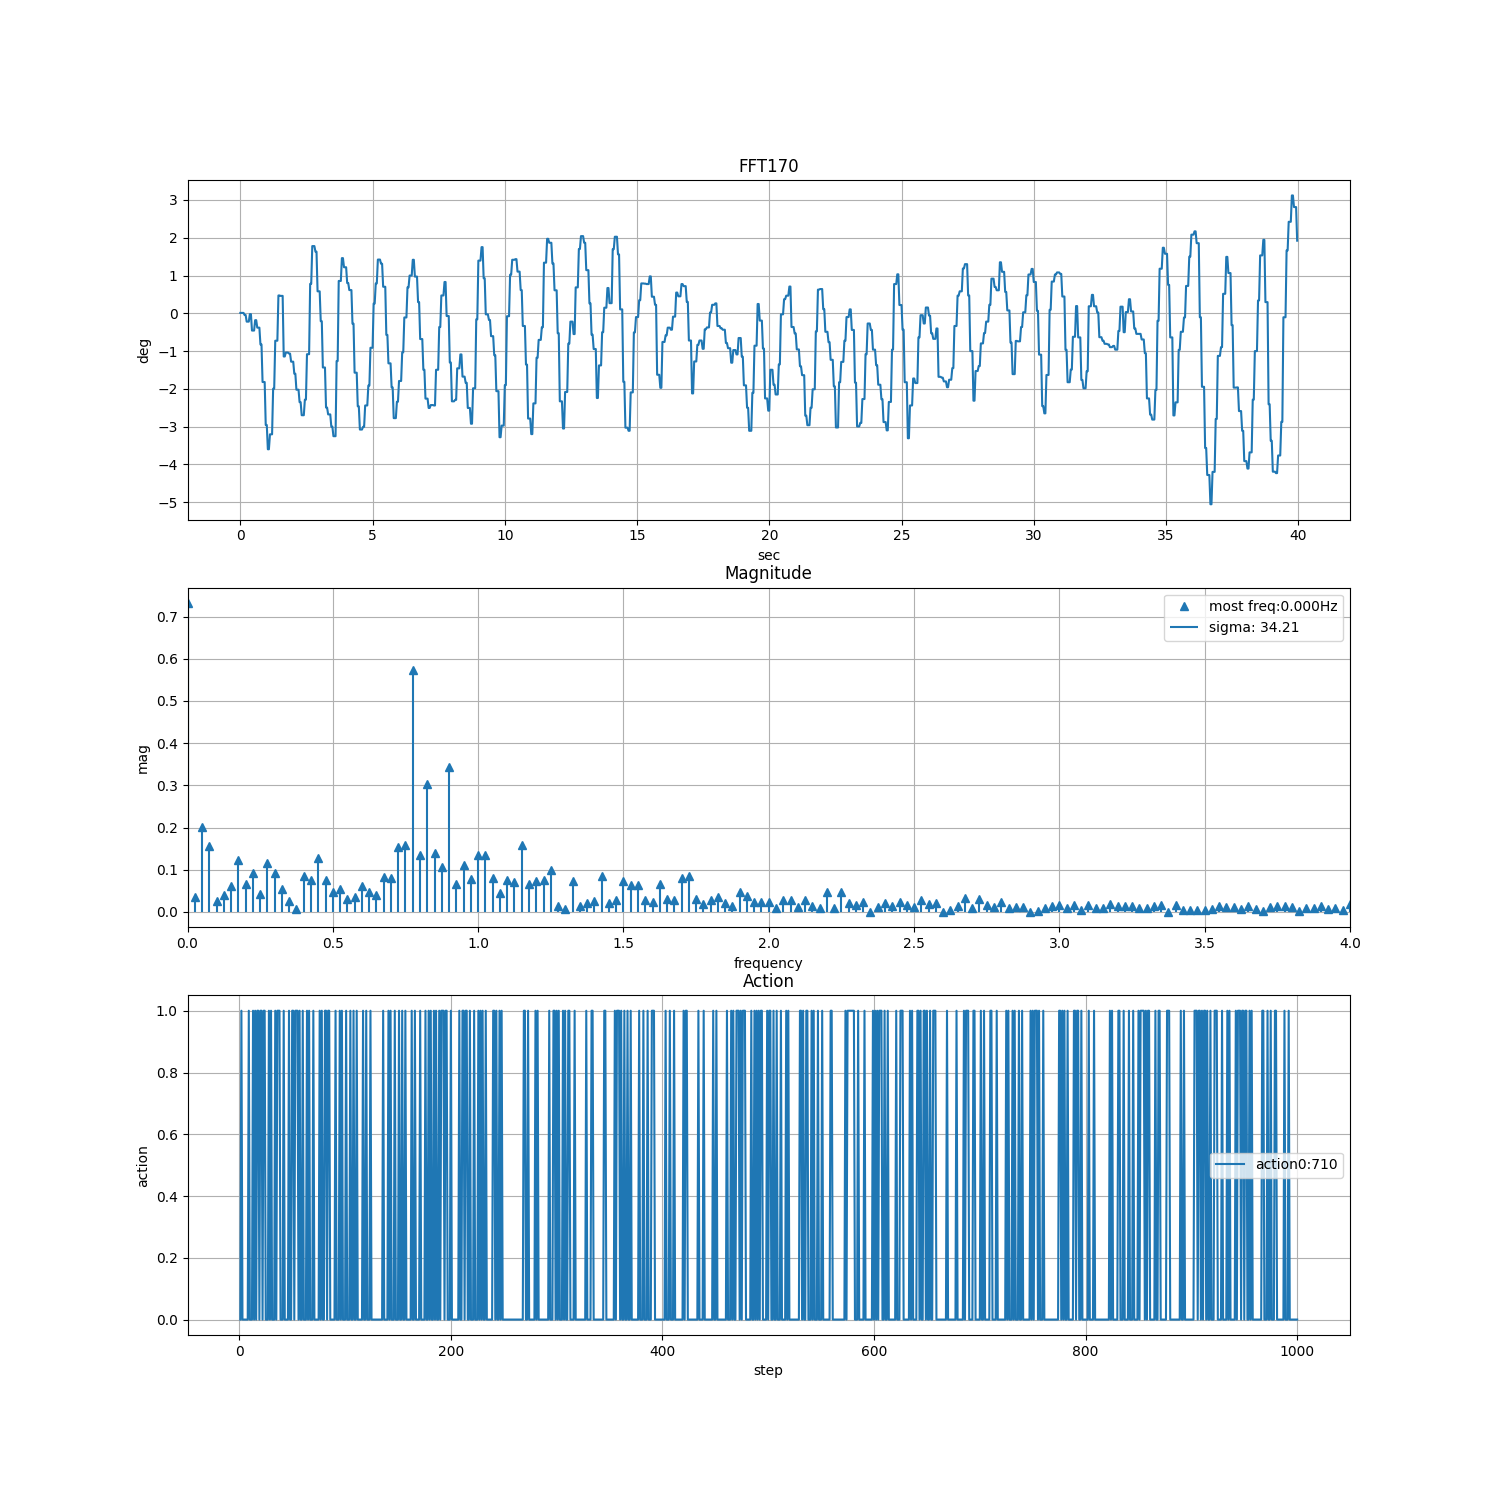 FFT170
3
2
1
0
−1
−2
−3
−4
−5
deg
0 5 10 15 20 25 30 35 40
sec
Magnitude
0.7
0.6
0.5
0.4
0.3
0.2
0.1
0.0
mag
most freq:0.000Hz
sigma: 34.21
0.0 0.5 1.0 1.5 2.0 2.5 3.0 3.5 4.0
frequency
Action
1.0
0.8
0.6
0.4
0.2
0.0
action
action0:710
0 200 400 600 800 1000
step